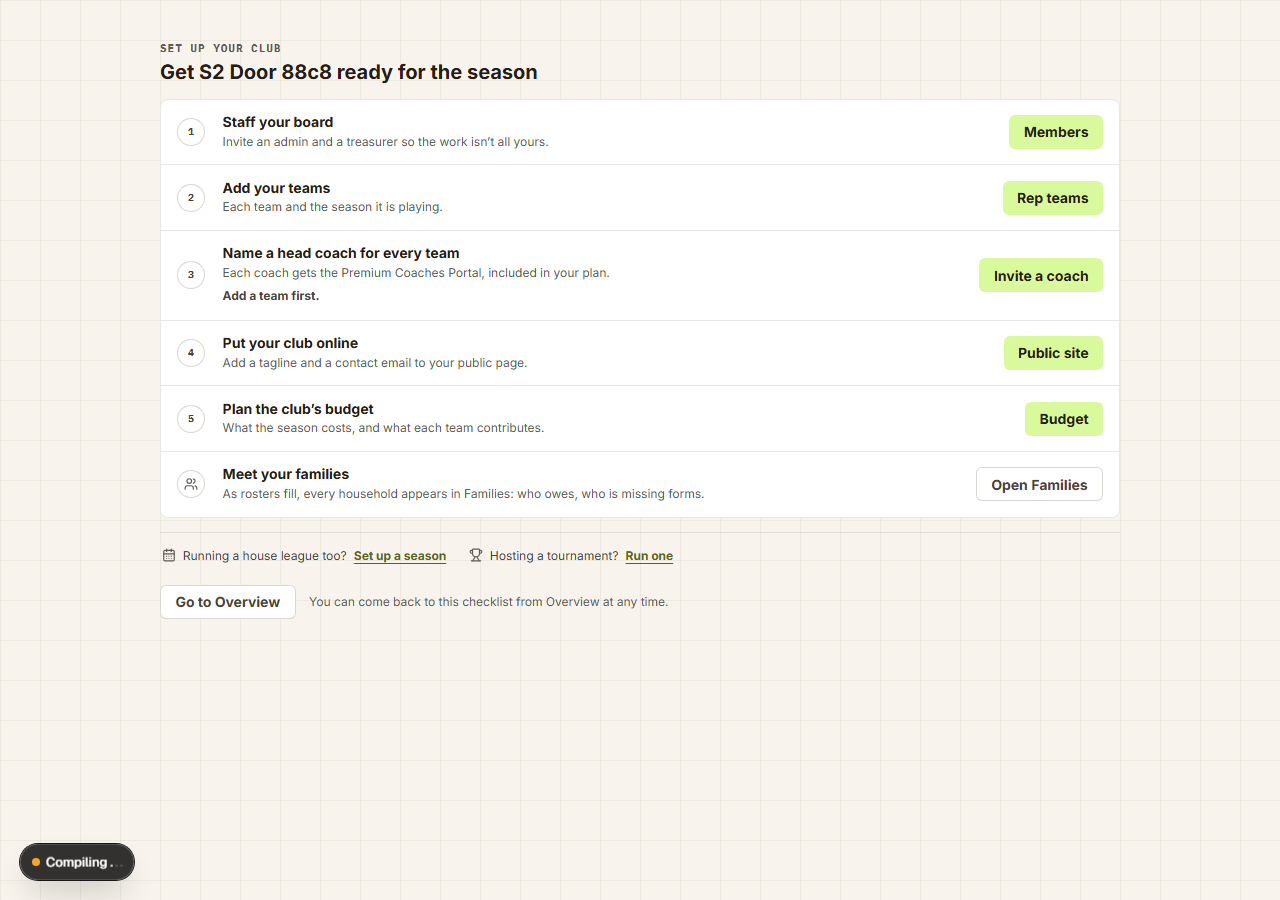 SET UP YOUR CLUB
Get S2 Door 88c8 ready for the season
1
Staff your board
Invite an admin and a treasurer so the work isn’t all yours.
Members
2
Add your teams
Each team and the season it is playing.
Rep teams
3
Name a head coach for every team
Each coach gets the Premium Coaches Portal, included in your plan.
Add a team first.
Invite a coach
4
Put your club online
Add a tagline and a contact email to your public page.
Public site
5
Plan the club’s budget
What the season costs, and what each team contributes.
Budget
Meet your families
As rosters fill, every household appears in Families: who owes, who is missing forms.
Open Families
Running a house league too? Set up a season Hosting a tournament? Run one
Go to Overview You can come back to this checklist from Overview at any time.
Compiling ...